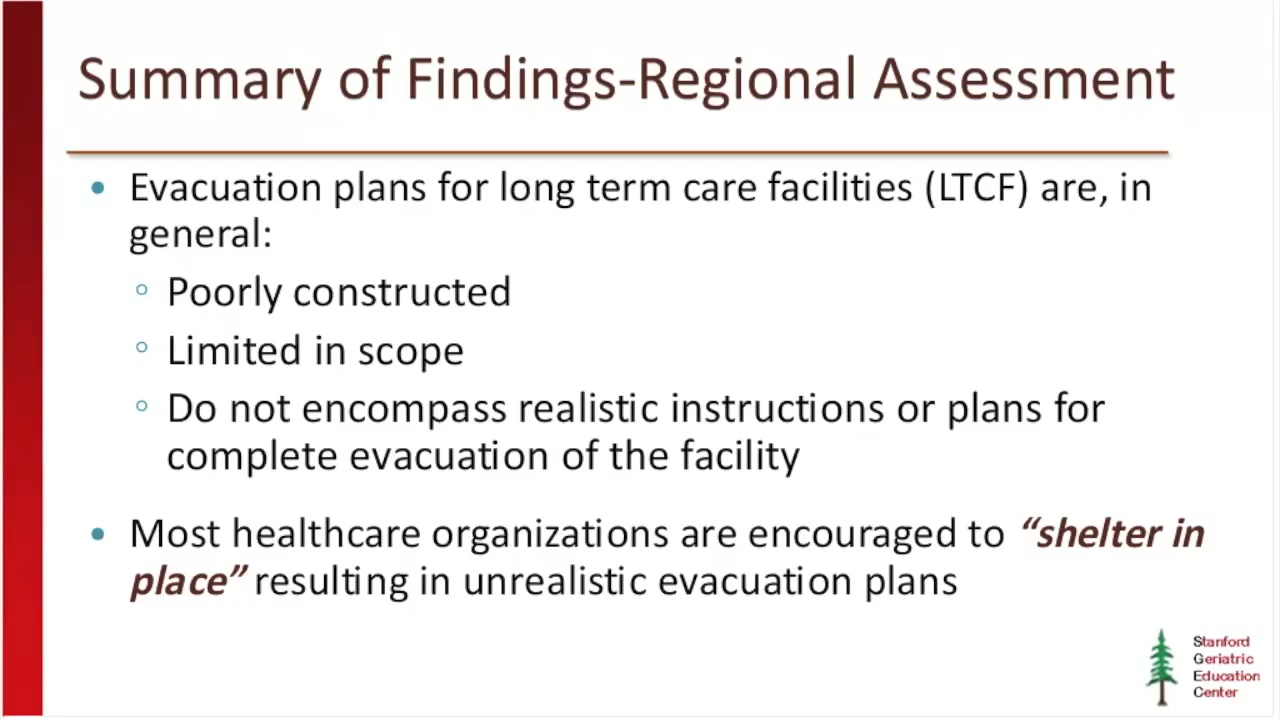 Summary of Findings-Regional Assessment
• Evacuation plans for long term care facilities (LTCF) are, in
general:
◦ Poorly constructed
◦ Limited in scope
◦ Do not encompass realistic instructions or plans for
complete evacuation of the facility
• Most healthcare organizations are encouraged to “shelter in
place” resulting in unrealistic evacuation plans
Stanford
Geriatric
Education
Center